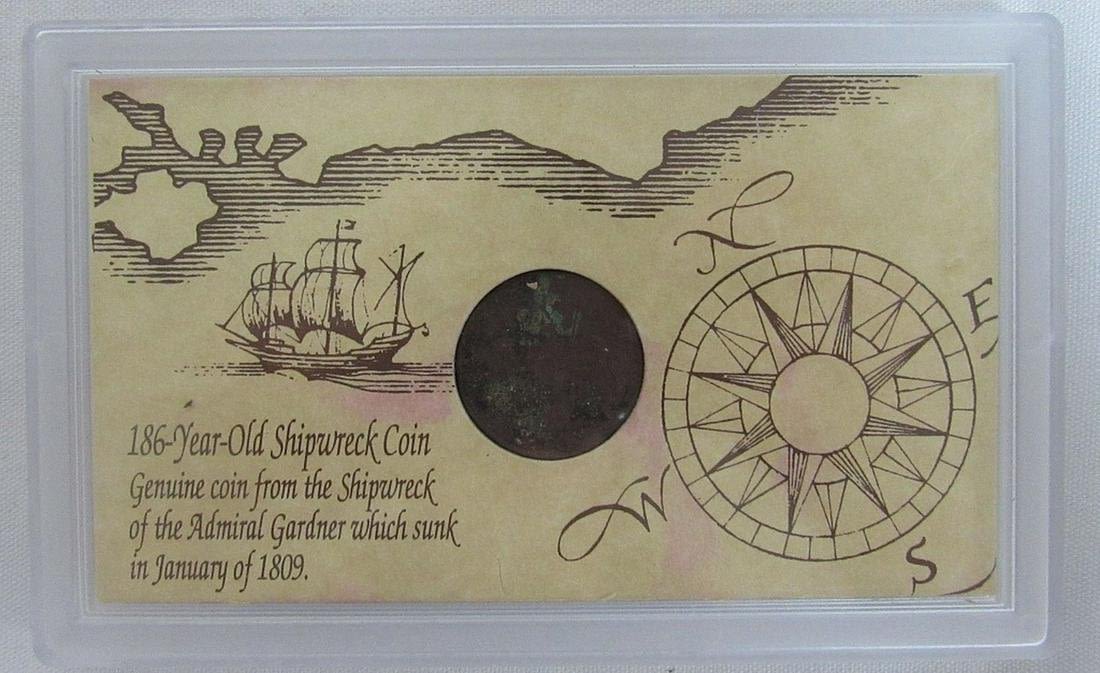 N
E
W
S
186-Year-Old Shipwreck Coin
Genuine coin from the Shipwreck
of the Admiral Gardner which sunk
in January of 1809.